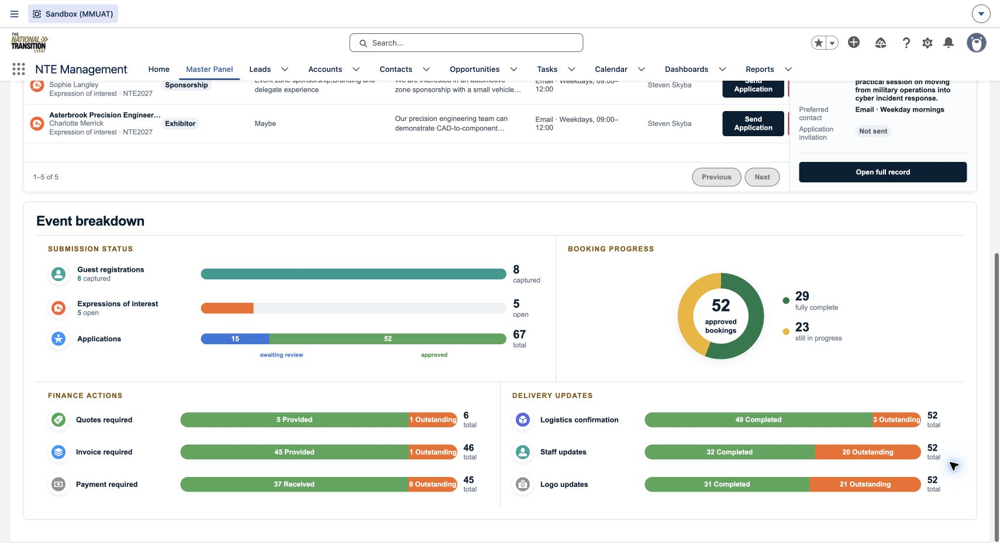 Sandbox (MMUAT)
THE
NATIONAL
TRANSITION
EVENT
Search...
NTE Management
Home
Master Panel
Leads
Accounts
Contacts
Opportunities
Tasks
Calendar
Dashboards
Reports
Sophie Langley
Expression of interest · NTE2027
Sponsorship
Event zone sponsorship,Branding and
delegate experience
We are interested in an automotive
zone sponsorship with a small vehicle…
Email · Weekdays, 09:00–
12:00
Steven Skyba
Send
Application
Asterbrook Precision Engineer…
Charlotte Merrick
Expression of interest · NTE2027
Exhibitor
Maybe
Our precision engineering team can
demonstrate CAD-to-component…
Email · Weekdays, 09:00–
12:00
Steven Skyba
Send
Application
1–5 of 5
Previous
Next
practical session on moving
from military operations into
cyber incident response.
Preferred
contact
Email · Weekday mornings
Application
invitation
Not sent
Open full record
Event breakdown
SUBMISSION STATUS
Guest registrations
8 captured
8
captured
Expressions of interest
5 open
5
open
Applications
15
52
67
total
awaiting review
approved
BOOKING PROGRESS
52
approved
bookings
29
fully complete
23
still in progress
FINANCE ACTIONS
Quotes required
5 Provided
1 Outstanding
6
total
Invoice required
45 Provided
1 Outstanding
46
total
Payment required
37 Received
8 Outstanding
45
total
DELIVERY UPDATES
Logistics confirmation
49 Completed
3 Outstanding
52
total
Staff updates
32 Completed
20 Outstanding
52
total
Logo updates
31 Completed
21 Outstanding
52
total